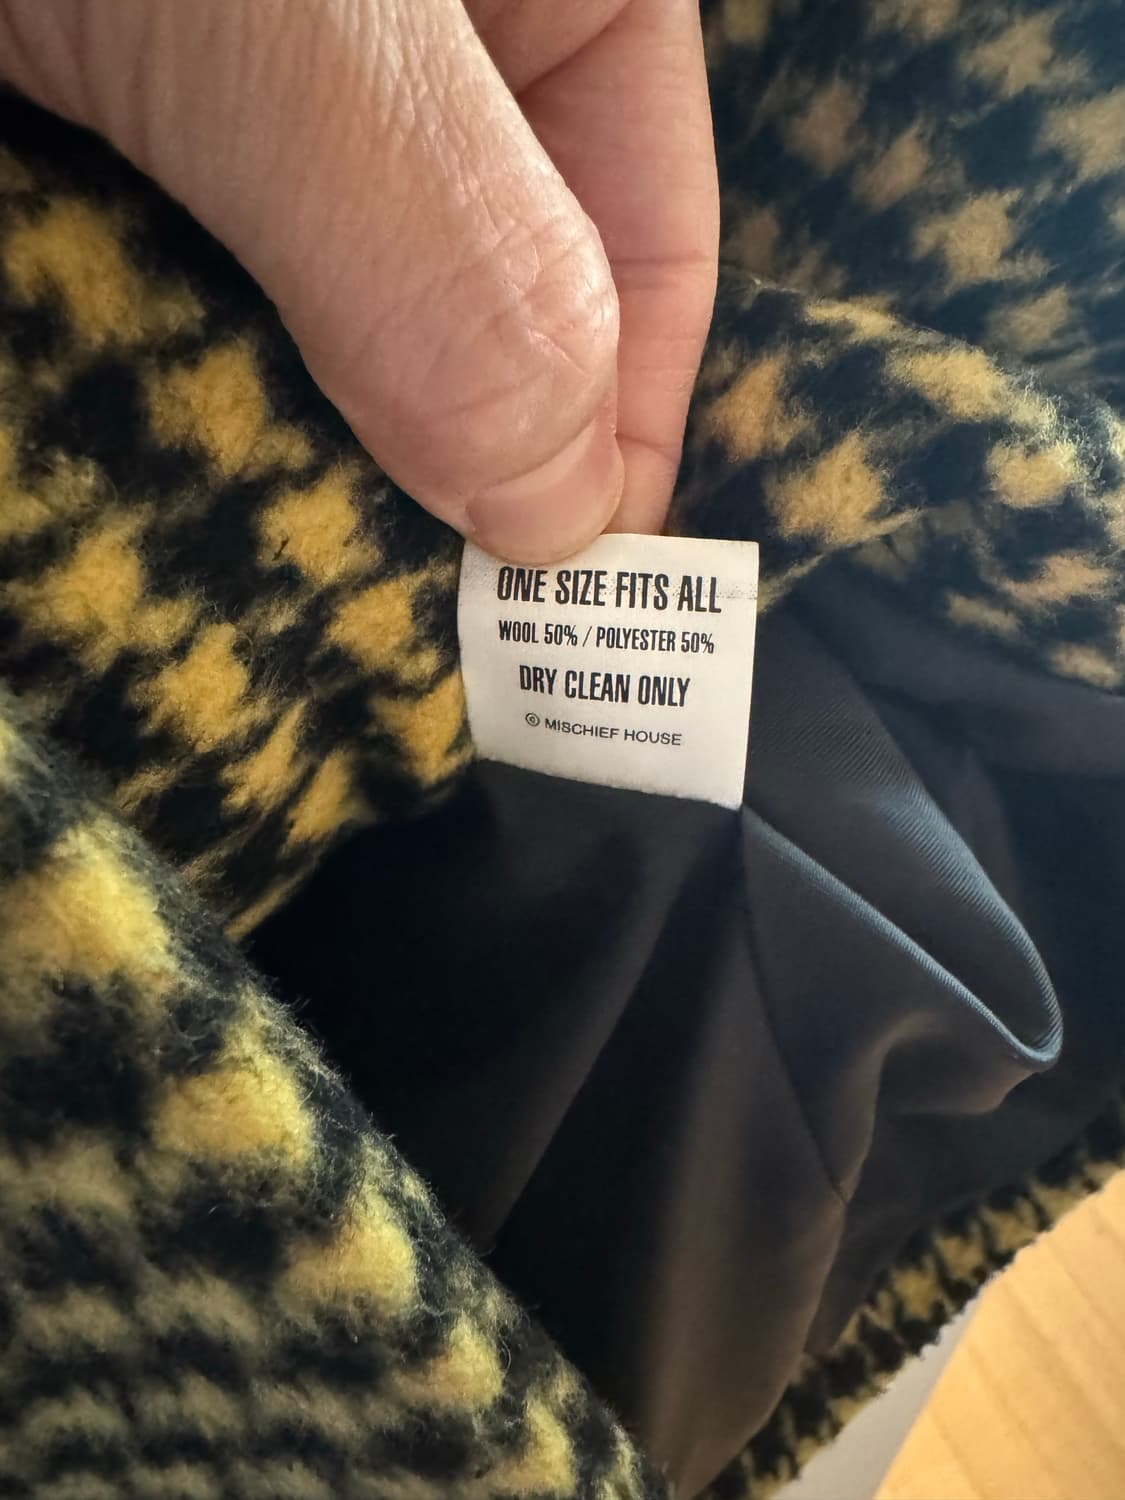 ONE SIZE FITS ALL
WOOL 50% / POLYESTER 50%
DRY CLEAN ONLY
© MISCHIEF HOUSE